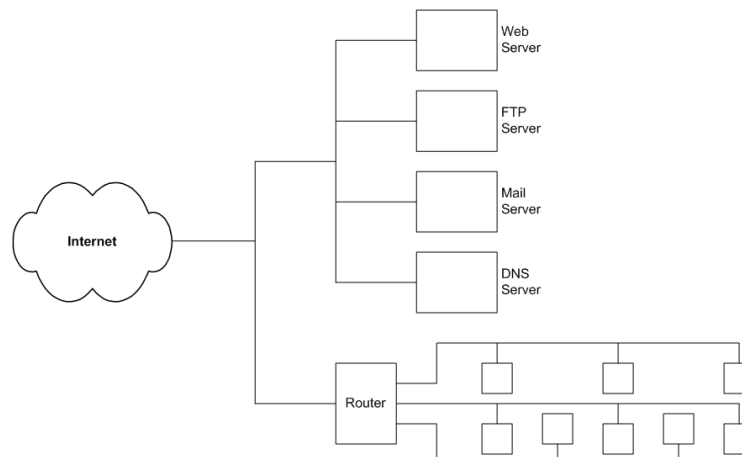 Web
Server
FTP
Server
Mail
Server
Internet
DNS
Server
Router